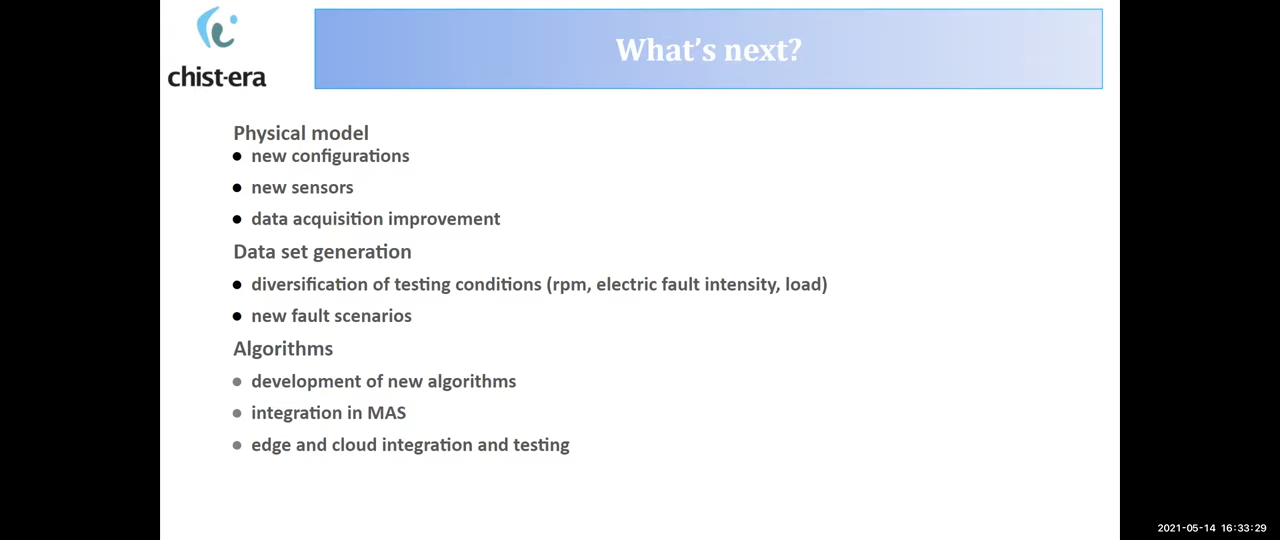 chist-era
What's next?
Physical model
● new configurations
● new sensors
● data acquisition improvement
Data set generation
● diversification of testing conditions (rpm, electric fault intensity, load)
● new fault scenarios
Algorithms
● development of new algorithms
● integration in MAS
● edge and cloud integration and testing
2021-05-14 16:33:29